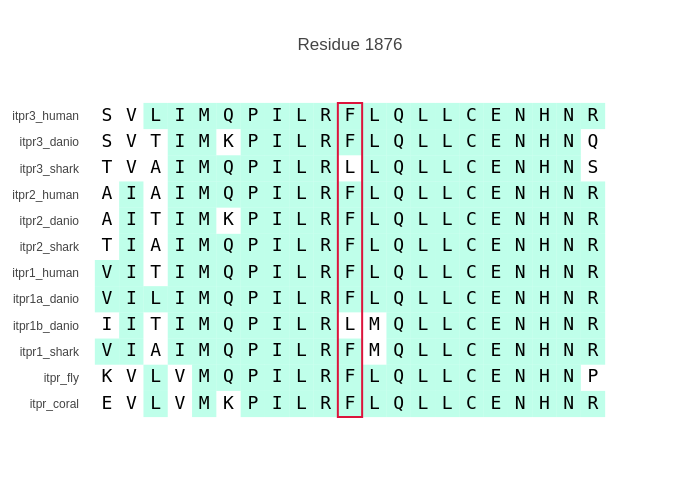 Residue 1876
itpr3_human S V L I M Q P I L R F L Q L L C E N H N R
itpr3_danio S V T I M K P I L R F L Q L L C E N H N Q
itpr3_shark T V A I M Q P I L R L L Q L L C E N H N S
itpr2_human A I A I M Q P I L R F L Q L L C E N H N R
itpr2_danio A I T I M K P I L R F L Q L L C E N H N R
itpr2_shark T I A I M Q P I L R F L Q L L C E N H N R
itpr1_human V I T I M Q P I L R F L Q L L C E N H N R
itpr1a_danio V I L I M Q P I L R F L Q L L C E N H N R
itpr1b_danio I I T I M Q P I L R L M Q L L C E N H N R
itpr1_shark V I A I M Q P I L R F M Q L L C E N H N R
itpr_fly K V L V M Q P I L R F L Q L L C E N H N P
itpr_coral E V L V M K P I L R F L Q L L C E N H N R